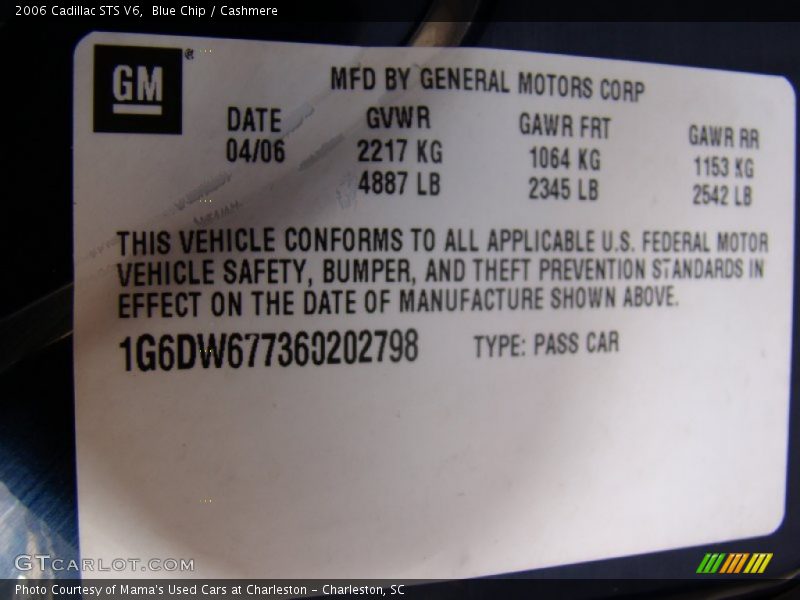 2006 Cadillac STS V6, Blue Chip / Cashmere
GM ®
MFD BY GENERAL MOTORS CORP
DATE GVWR GAWR FRT GAWR RR
04/06 2217 KG 1064 KG 1153 KG
4887 LB 2345 LB 2542 LB
THIS VEHICLE CONFORMS TO ALL APPLICABLE U.S. FEDERAL MOTOR
VEHICLE SAFETY, BUMPER, AND THEFT PREVENTION STANDARDS IN
EFFECT ON THE DATE OF MANUFACTURE SHOWN ABOVE.
1G6DW677360202798 TYPE: PASS CAR
GTCARLOT.COM
Photo Courtesy of Mama's Used Cars at Charleston - Charleston, SC